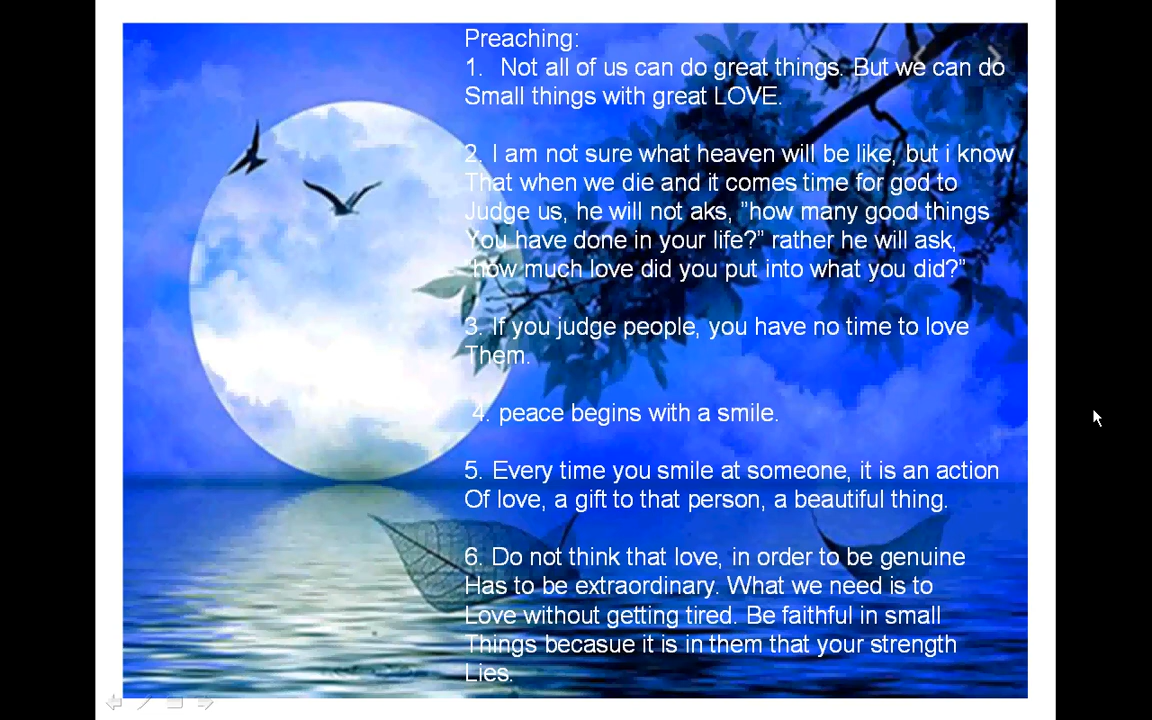 Preaching:
1. Not all of us can do great things. But we can do
Small things with great LOVE.
2. I am not sure what heaven will be like, but i know
That when we die and it comes time for god to
Judge us, he will not aks, ”how many good things
You have done in your life?” rather he will ask,
“how much love did you put into what you did?”
3. If you judge people, you have no time to love
Them.
4. peace begins with a smile.
5. Every time you smile at someone, it is an action
Of love, a gift to that person, a beautiful thing.
6. Do not think that love, in order to be genuine
Has to be extraordinary. What we need is to
Love without getting tired. Be faithful in small
Things becasue it is in them that your strength
Lies.